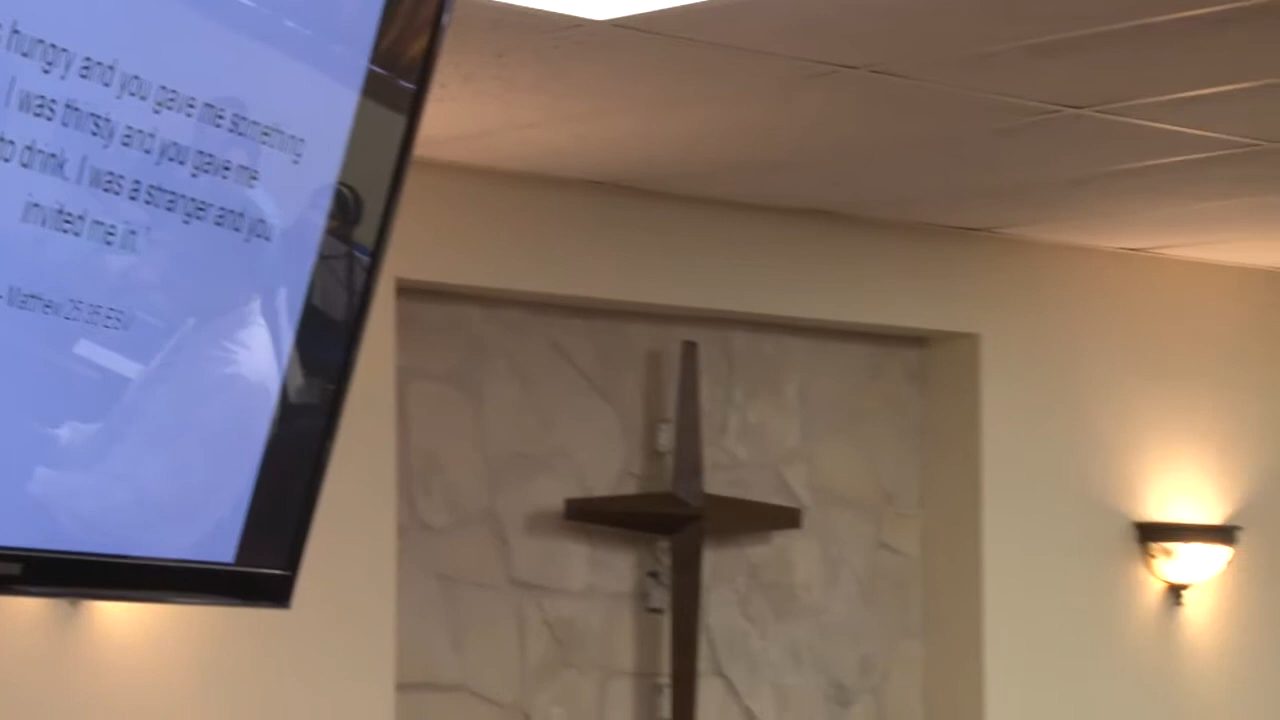 hungry and you gave me something
I was thirsty and you gave me
to drink. I was a stranger and you
invited me in.'
- Matthew 25:35 ESV